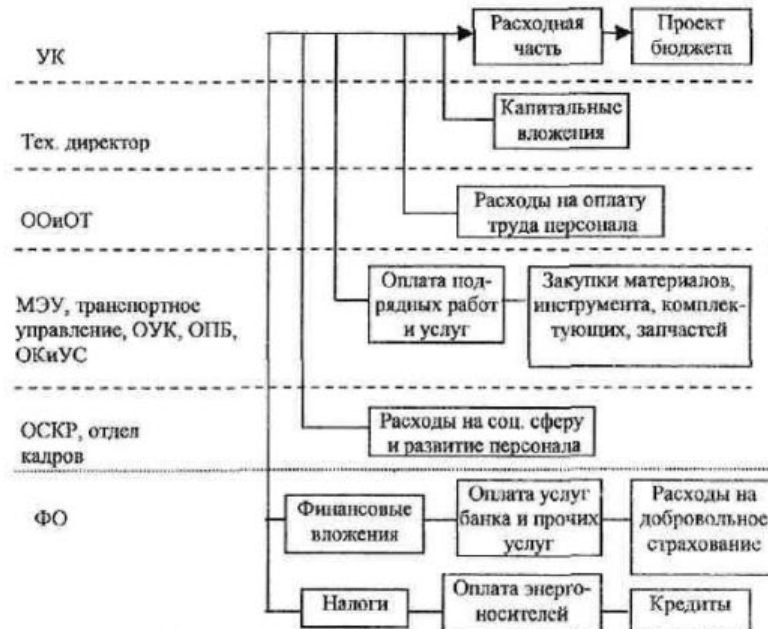 УК
Расходная
часть
Проект
бюджета
Тех. директор
Капитальные
вложения
ООиОТ
Расходы на оплату
труда персонала
МЭУ, транспортное
управление, ОУК, ОПБ,
ОКиУС
Оплата под-
рядных работ
и услуг
Закупки материалов,
инструмента, комплек-
тующих, запчастей
ОСКР, отдел
кадров
Расходы на соц. сферу
и развитие персонала
ФО
Финансовые
вложения
Оплата услуг
банка и прочих
услуг
Расходы на
добровольное
страхование
Налоги
Оплата энерго-
носителей
Кредиты